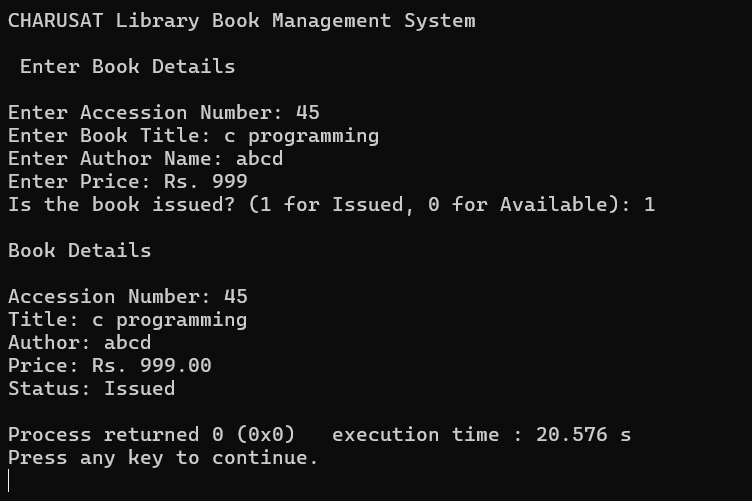 CHARUSAT Library Book Management System
Enter Book Details
Enter Accession Number: 45
Enter Book Title: c programming
Enter Author Name: abcd
Enter Price: Rs. 999
Is the book issued? (1 for Issued, 0 for Available): 1
Book Details
Accession Number: 45
Title: c programming
Author: abcd
Price: Rs. 999.00
Status: Issued
Process returned 0 (0x0)   execution time : 20.576 s
Press any key to continue.